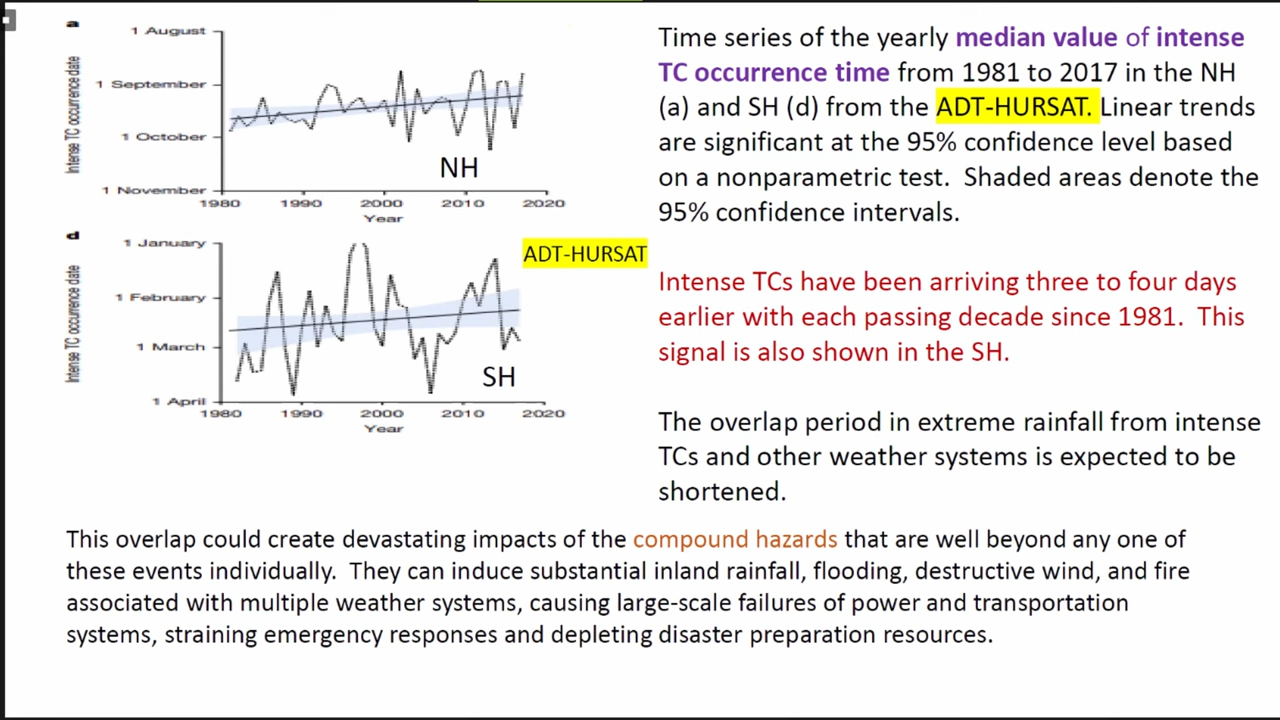 a
1 August
1 September
1 October
1 November
Intense TC occurrence date
NH
1980 1990 2000 2010 2020
Year
d
1 January
1 February
1 March
1 April
Intense TC occurrence date
ADT-HURSAT
SH
1980 1990 2000 2010 2020
Year
Time series of the yearly median value of intense
TC occurrence time from 1981 to 2017 in the NH
(a) and SH (d) from the ADT-HURSAT. Linear trends
are significant at the 95% confidence level based
on a nonparametric test. Shaded areas denote the
95% confidence intervals.
Intense TCs have been arriving three to four days
earlier with each passing decade since 1981. This
signal is also shown in the SH.
The overlap period in extreme rainfall from intense
TCs and other weather systems is expected to be
shortened.
This overlap could create devastating impacts of the compound hazards that are well beyond any one of
these events individually. They can induce substantial inland rainfall, flooding, destructive wind, and fire
associated with multiple weather systems, causing large-scale failures of power and transportation
systems, straining emergency responses and depleting disaster preparation resources.